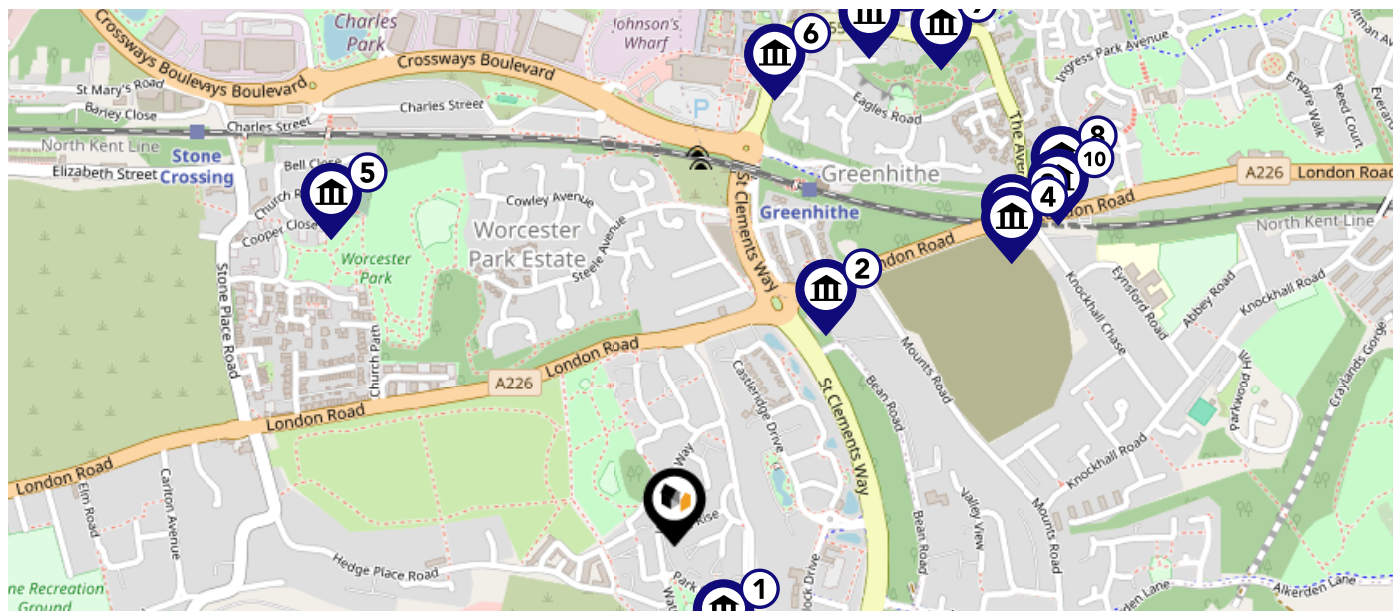 Crossways Boulevards Boulevard
Charles
Park
Crossways Boulevard
Johnson's
Wharf
6
Ingress Park Avenue
St Mary's Road
Barley Close
Charles Street
P
Eagles Road
Empire Walk
Reed Court
Charles Street
North Kent Line
Stone
Crossing
Elizabeth Street
Bell Close
5
Church
Cooper Close
Worcester
Park
Cowley Avenue
Worcester
Park Estate
Steele Avenue
St Clements Way
Greenhithe
Greenhithe
8
10
4
A226
London Road
North Kent Line
2
Road
Road
Stone Place Road
Church Path
London Road
A226
London Road
London Road
Mounts Road
Knockhall Chase
Eynsford Road
Abbey Road
Knockhall Road
Parkwood
Craylands Gorge
Castleridge Drive
St Clements Way
Bean Road
Knockhall Road
Elm Road
Carlton Avenue
Way
Rise
Valley View
Bean Road
Mounts Road
Hedge Place Road
Park
1
Drive
Recreation
Ground
Lane
Alkerden Lane